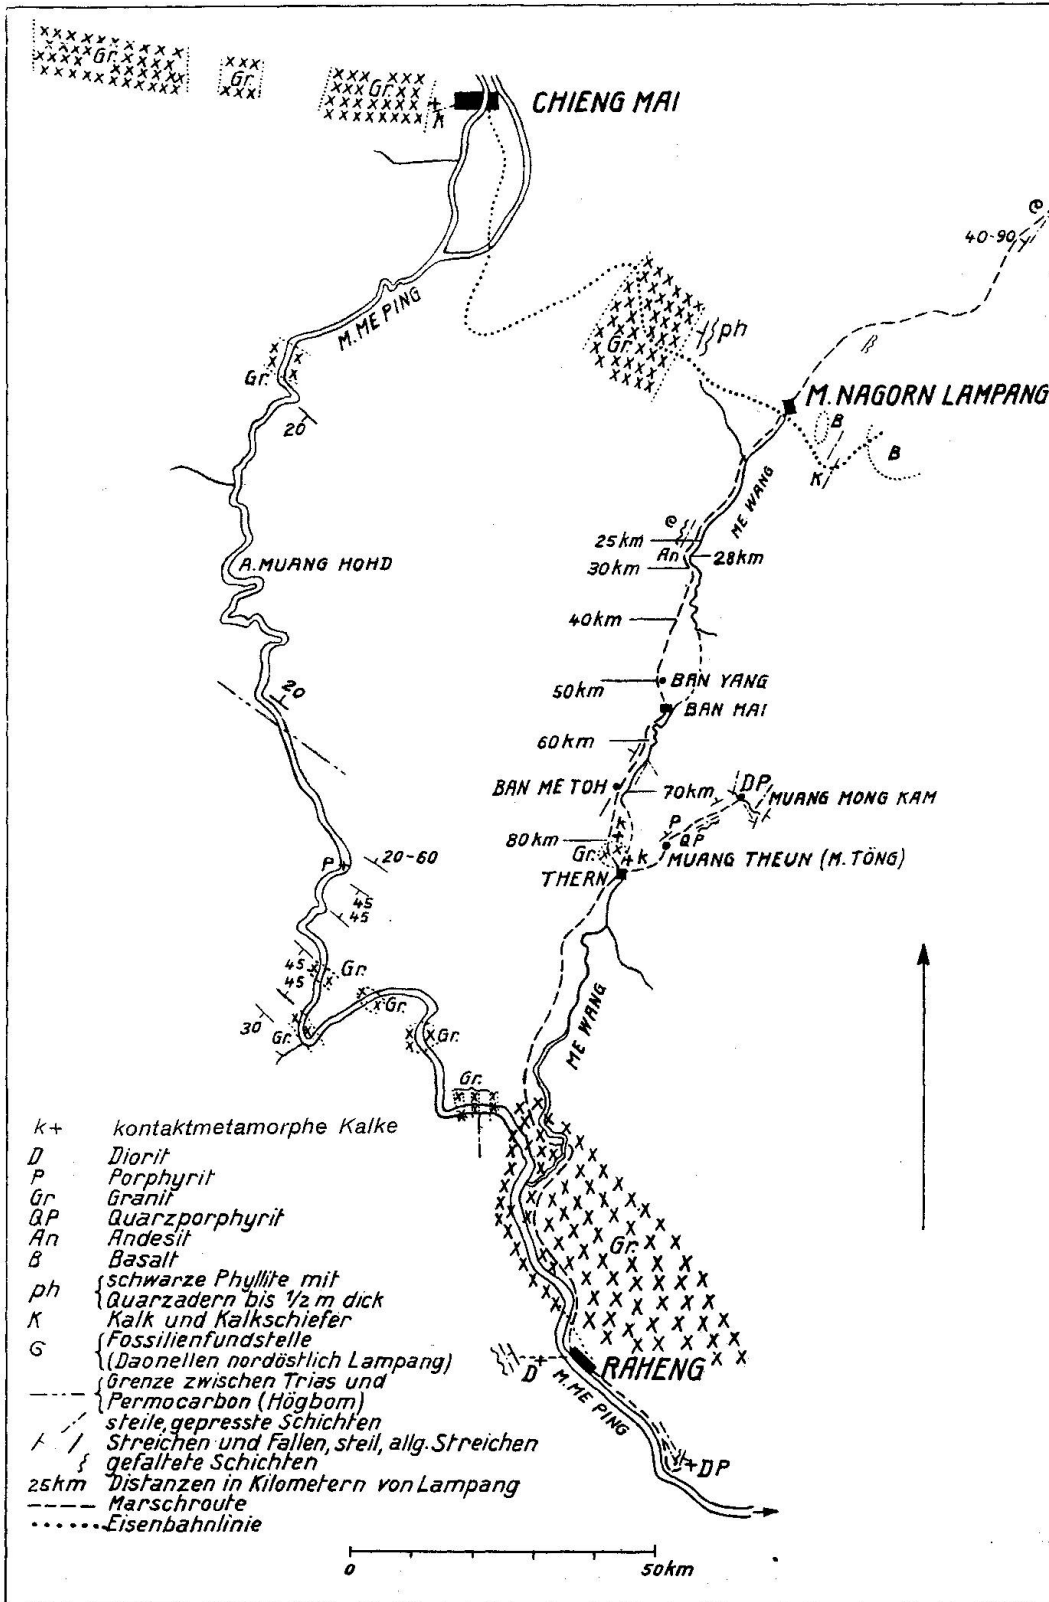 Gr.
Gr.
Gr.
K
CHIENG MAI
40-90
M. ME PING
Gr
ph
Gr.
B
20
M. NAGORN LAMPANG
B
B
K
ME WANG
25km
An
28km
30km
A. MUANG HOHD
40km
20
BAN YANG
50km
BAN MAI
60km
BAN ME TOH
70km
DP
MUANG MONG KAM
k
P
80km
QP
Gr.
k
MUANG THEUN (M. TÖNG)
P
20-60
THERN
45
45
45
Gr.
45
Gr.
30
Gr.
Gr.
ME WANG
Gr.
Gr.
k+ kontaktmetamorphe Kalke
D Diorit
P Porphyrit
Gr Granit
QP Quarzporphyrit
An Andesit
B Basalt
ph schwarze Phyllite mit
Quarzadern bis 1/2 m dick
K Kalk und Kalkschiefer
G Fossilienfundstelle
(Daonellen nordöstlich Lampang)
Grenze zwischen Trias und
Permocarbon (Högbom)
steile, gepresste Schichten
Streichen und Fallen, steil, allg. Streichen
gefaltete Schichten
25km Distanzen in Kilometern von Lampang
Marschroute
Eisenbahnlinie
D
RAHENG
M. ME PING
DP
0
50km